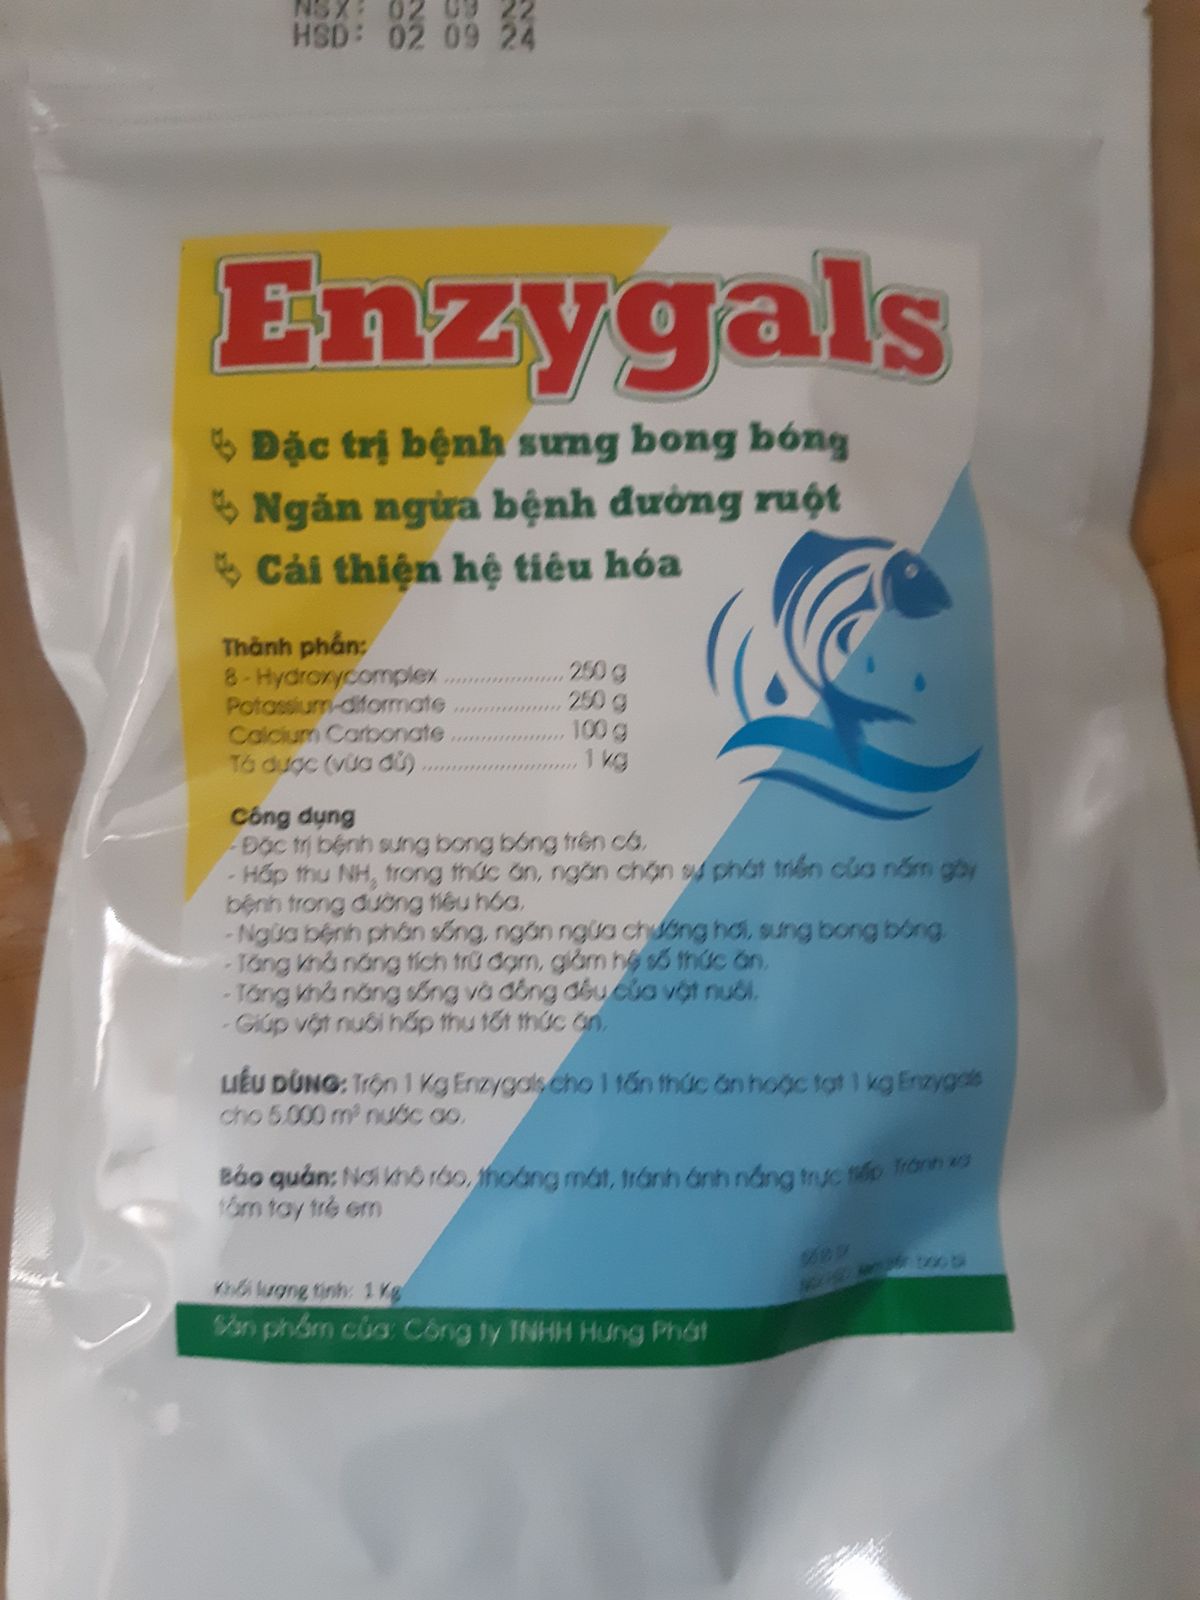 NSX: 02 09 22
HSD: 02 09 24
Enzygals
Đặc trị bệnh sưng bong bóng
Ngăn ngừa bệnh đường ruột
Cải thiện hệ tiêu hóa
Thành phần:
8 - Hydroxycomplex .................... 250 g
Potassium-diformate .................. 250 g
Calcium Carbonate ................... 100 g
Tá dược (vừa đủ) .......................... 1 kg
Công dụng
- Đặc trị bệnh sưng bong bóng trên cá.
- Hấp thu NH₃ trong thức ăn, ngăn chặn sự phát triển của nấm gây
bệnh trong đường tiêu hóa.
- Ngừa bệnh phân sống, ngăn ngừa chướng hơi, sưng bong bóng.
- Tăng khả năng tích trữ đạm, giảm hệ số thức ăn.
- Tăng khả năng sống và đồng đều của vật nuôi.
- Giúp vật nuôi hấp thu tốt thức ăn.
LIỀU DÙNG: Trộn 1 Kg Enzygals cho 1 tấn thức ăn hoặc tạt 1 kg Enzygals
cho 5.000 m³ nước ao.
Bảo quản: Nơi khô ráo, thoáng mát, tránh ánh nắng trực tiếp. Tránh xa
tầm tay trẻ em
Khối lượng tịnh: 1 Kg
bao bì
Sản phẩm của: Công ty TNHH Hưng Phát